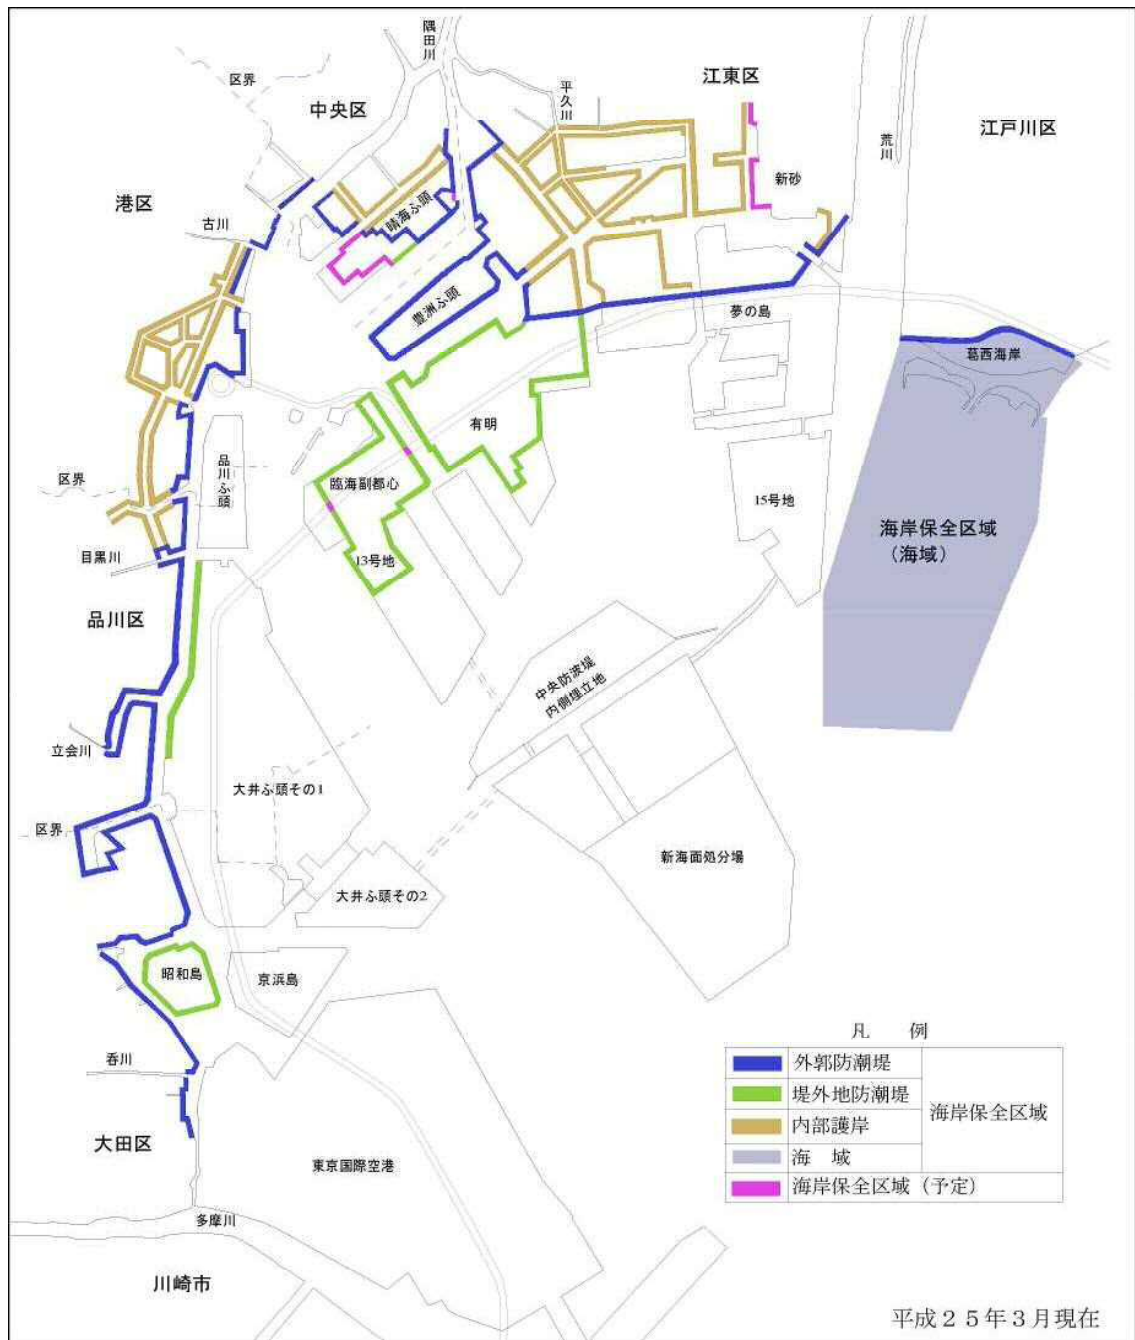 隅田川
区界
中央区
平久川
江東区
荒川
江戸川区
港区
古川
新砂
晴海ふ頭
豊洲ふ頭
夢の島
葛西海岸
有明
品川ふ頭
区界
臨海副都心
15号地
海岸保全区域
(海域)
目黒川
13号地
品川区
中央防波堤
内側埋立地
立会川
大井ふ頭その1
区界
新海面処分場
大井ふ頭その2
昭和島
京浜島
呑川
大田区
東京国際空港
多摩川
川崎市
凡 例
外郭防潮堤
堤外地防潮堤
内部護岸
海 域
海岸保全区域
海岸保全区域(予定)
平成25年3月現在